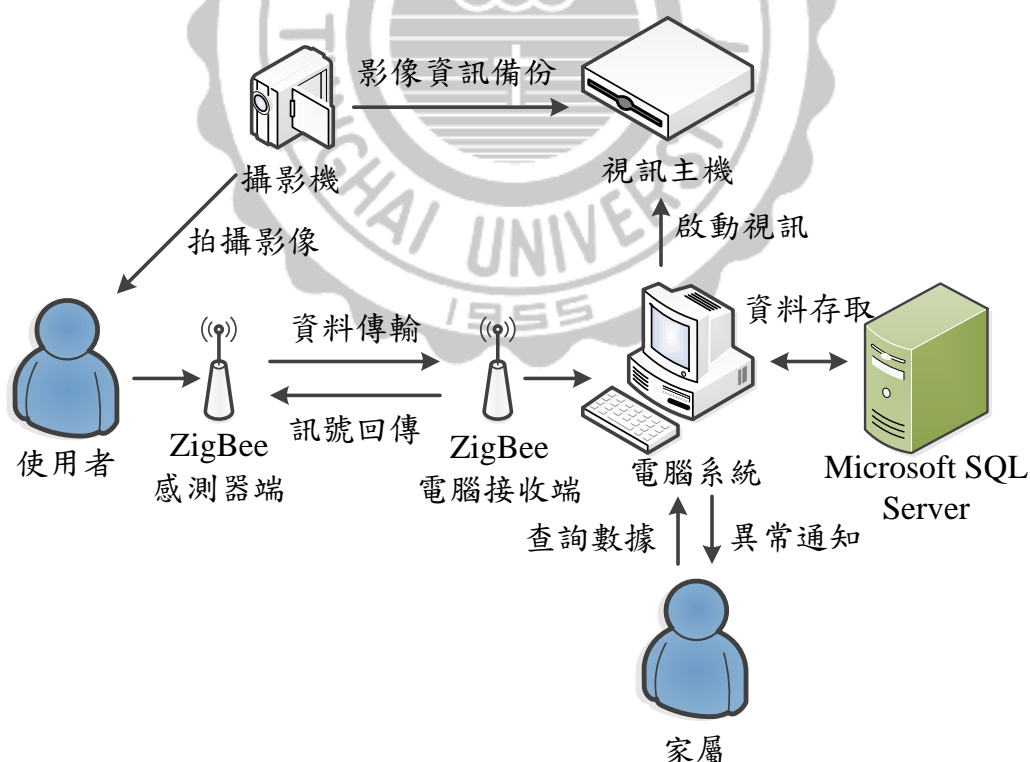 影像資訊備份
攝影機
視訊主機
拍攝影像
啟動視訊
資料傳輸
資料存取
訊號回傳
使用者
ZigBee
感測器端
ZigBee
電腦接收端
電腦系統
Microsoft SQL
Server
查詢數據
異常通知
家屬
UNIVERSITY
1955